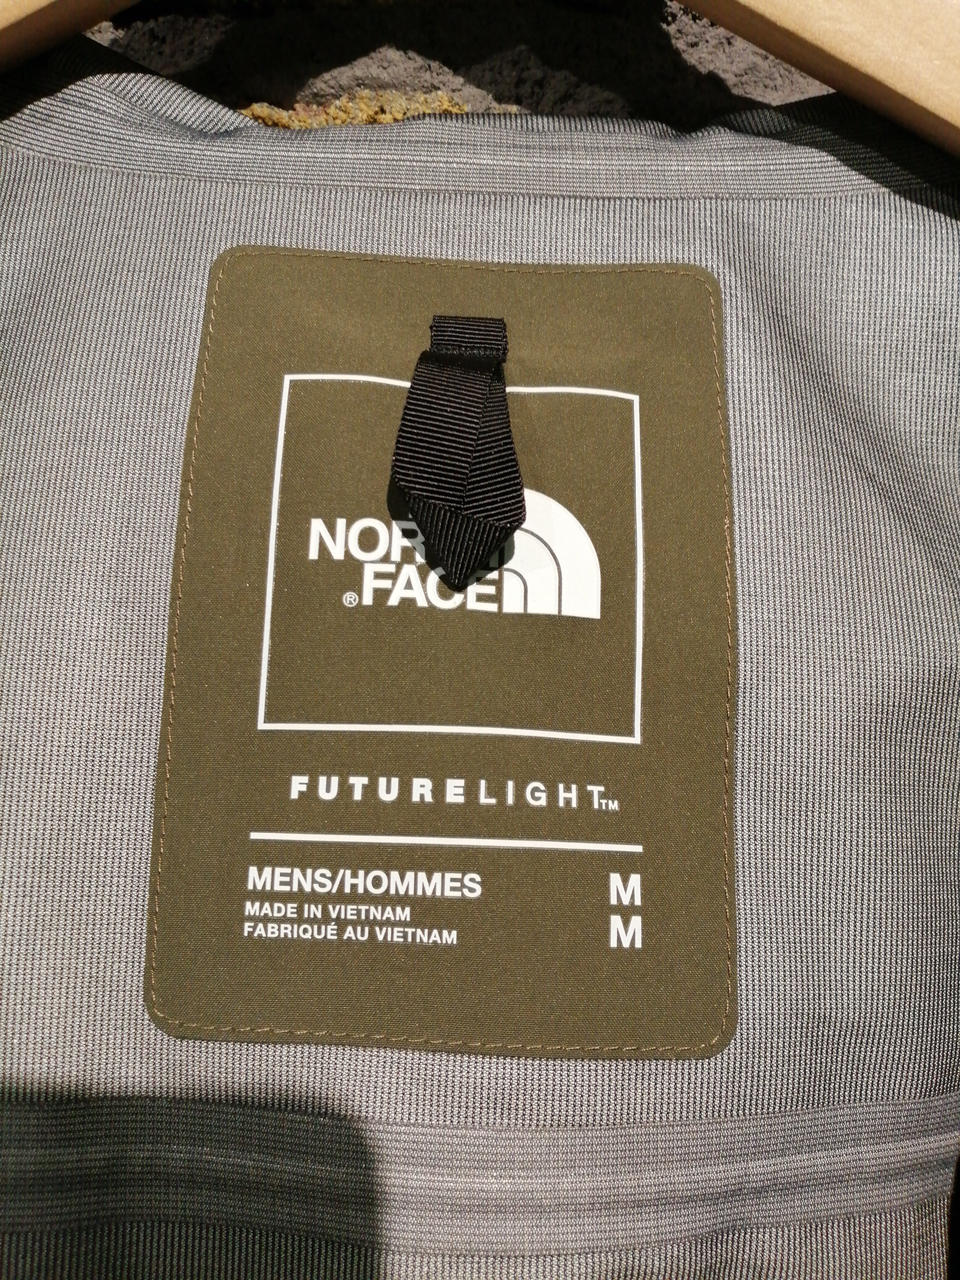 NOR
®FACE
FUTURELIGHT™
MENS/HOMMES M
MADE IN VIETNAM M
FABRIQUÉ AU VIETNAM